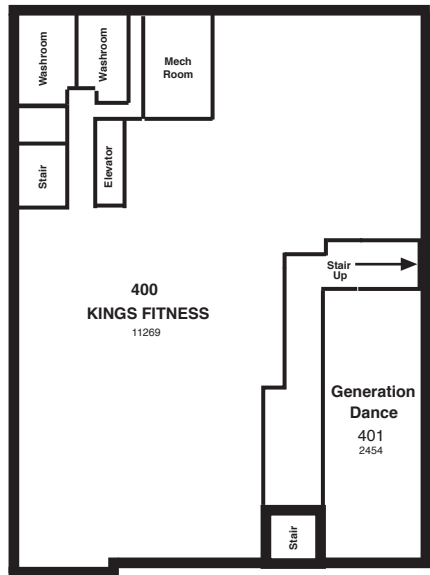 Washroom
Washroom
Mech
Room
Stair
Elevator
Stair
Up
400
KINGS FITNESS
11269
Generation
Dance
401
2454
Stair